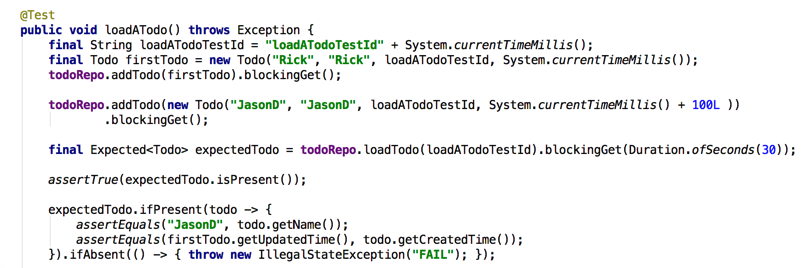 @Test
public void loadATodo() throws Exception {
    final String loadATodoTestId = "loadATodoTestId" + System.currentTimeMillis();
    final Todo firstTodo = new Todo("Rick", "Rick", loadATodoTestId, System.currentTimeMillis());
    todoRepo.addTodo(firstTodo).blockingGet();

    todoRepo.addTodo(new Todo("JasonD", "JasonD", loadATodoTestId, System.currentTimeMillis() + 100L ))
            .blockingGet();

    final Expected<Todo> expectedTodo = todoRepo.loadTodo(loadATodoTestId).blockingGet(Duration.ofSeconds(30));

    assertTrue(expectedTodo.isPresent());

    expectedTodo.ifPresent(todo -> {
        assertEquals("JasonD", todo.getName());
        assertEquals(firstTodo.getUpdatedTime(), todo.getCreatedTime());
    }).ifAbsent(() -> { throw new IllegalStateException("FAIL"); });